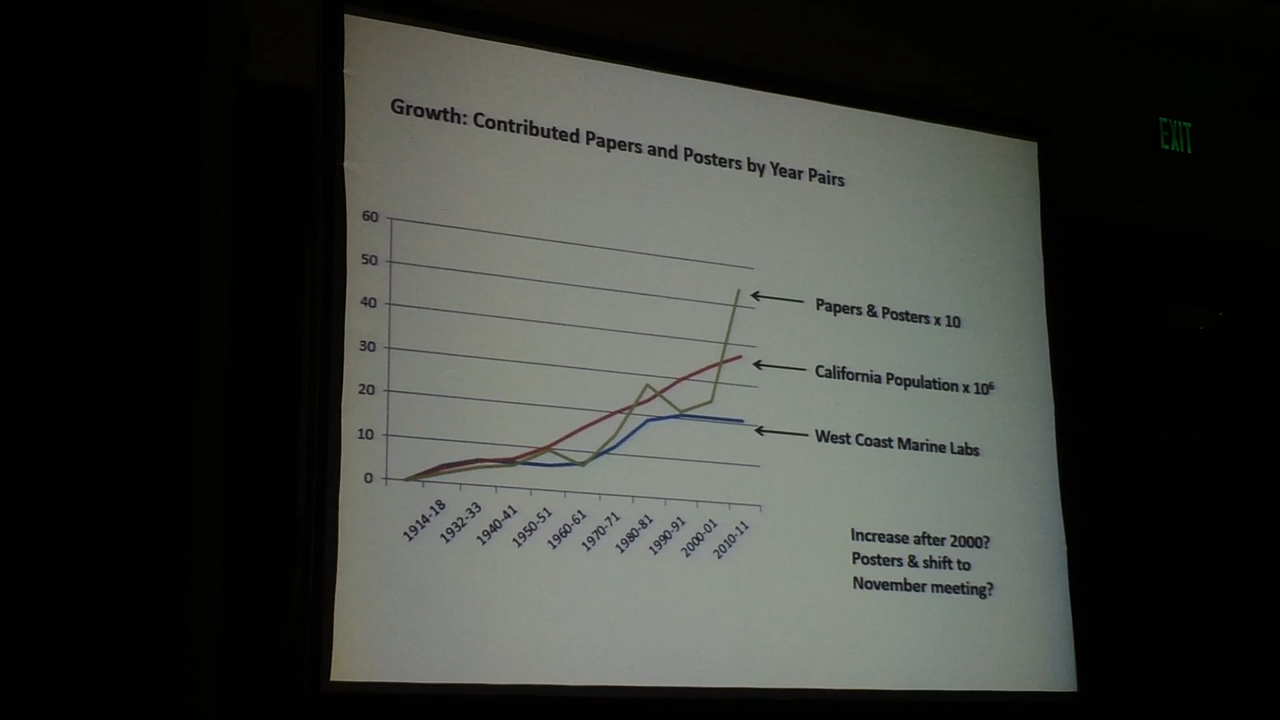 EXIT
Growth: Contributed Papers and Posters by Year Pairs
60
50
40
30
20
10
0
1914-18
1932-33
1940-41
1950-51
1960-61
1970-71
1980-81
1990-91
2000-01
2010-11
Papers & Posters x 10
California Population x 10⁶
West Coast Marine Labs
Increase after 2000?
Posters & shift to
November meeting?